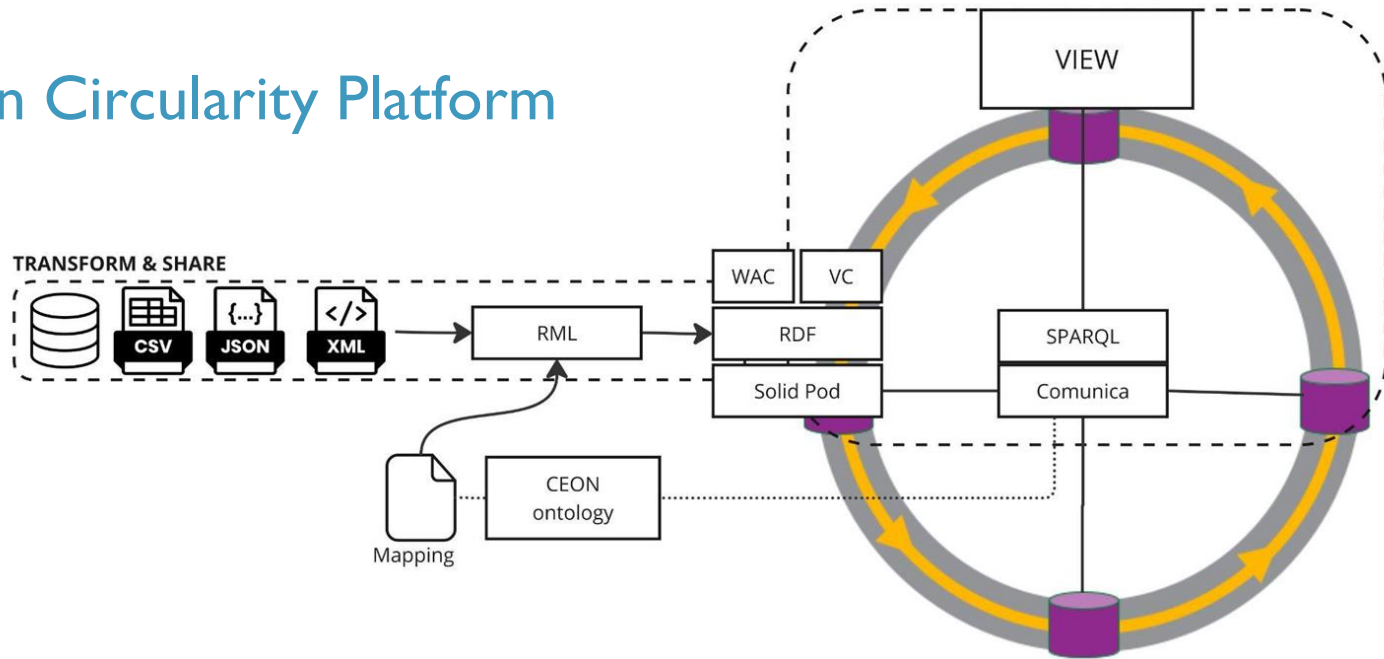 n Circularity Platform
VIEW
TRANSFORM & SHARE
WAC
VC
CSV
{...}
JSON
</>
XML
RML
RDF
SPARQL
Solid Pod
Comunica
CEON
ontology
Mapping